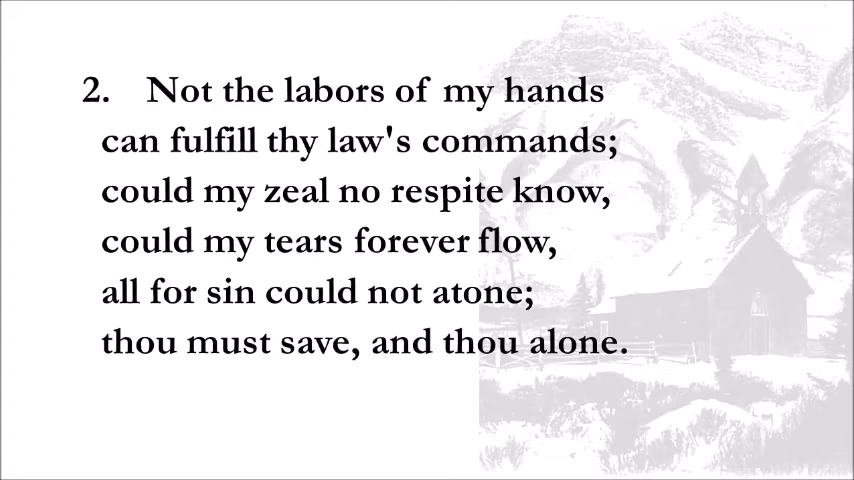 2. Not the labors of my hands
can fulfill thy law's commands;
could my zeal no respite know,
could my tears forever flow,
all for sin could not atone;
thou must save, and thou alone.